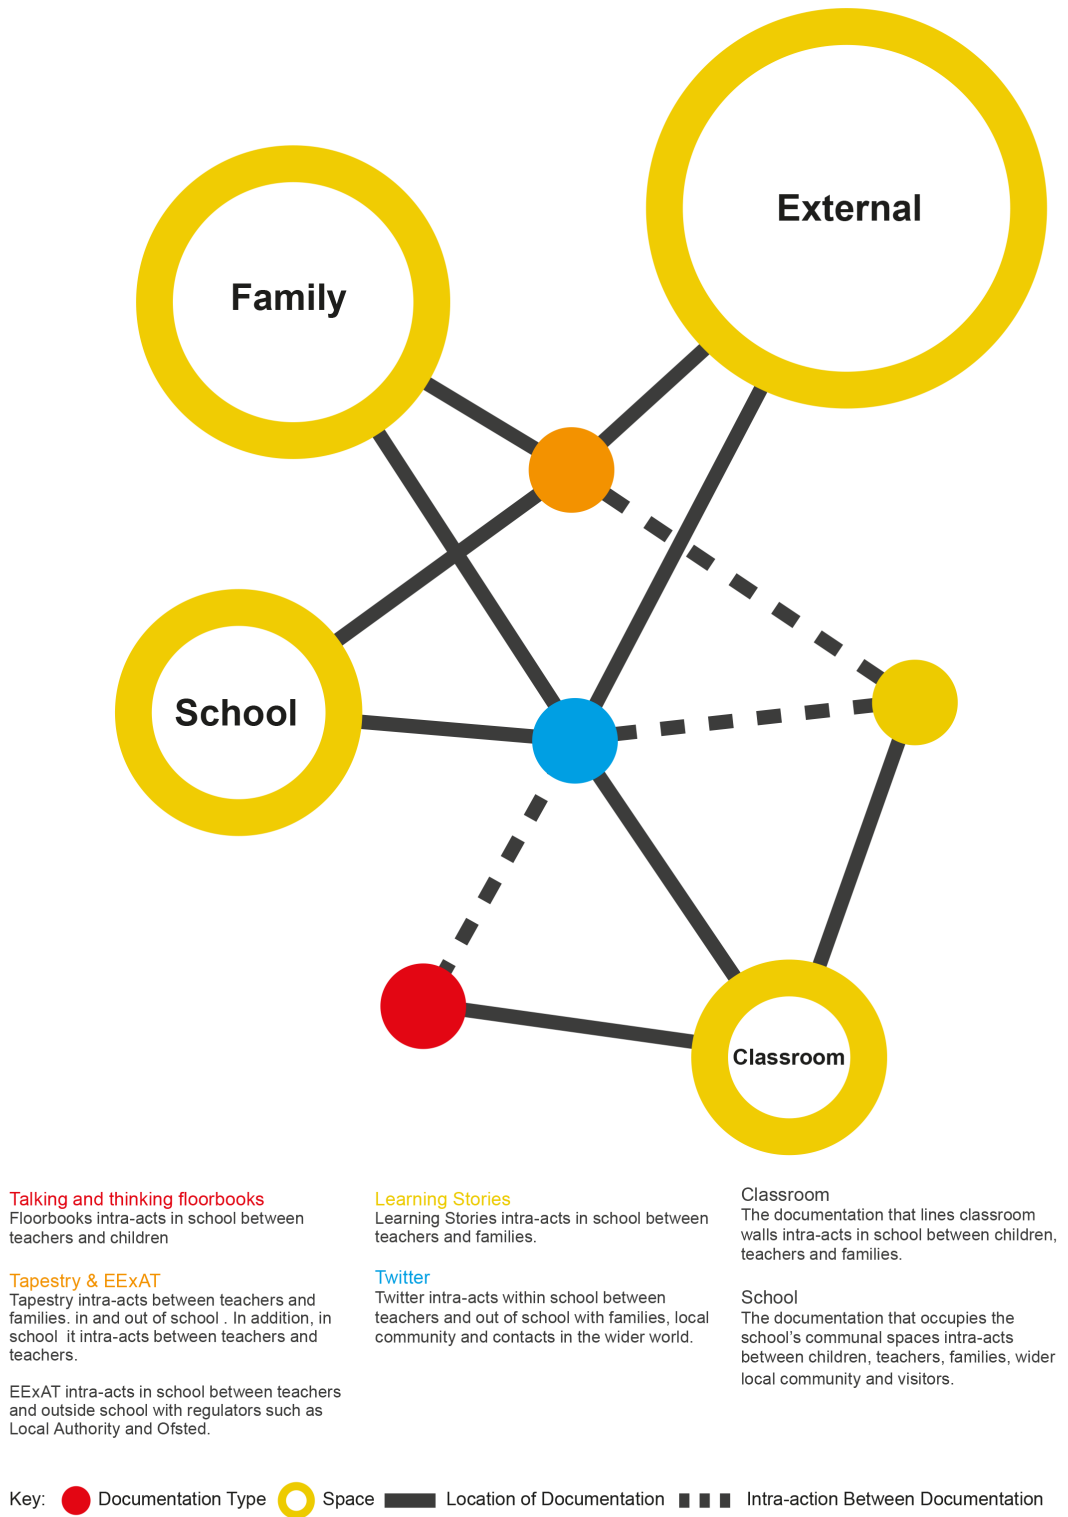 External
Family
School
Classroom
Talking and thinking floorbooks
Floorbooks intra-acts in school between
teachers and children
Tapestry & EExAT
Tapestry intra-acts between teachers and
families. in and out of school . In addition, in
school  it intra-acts between teachers and
teachers.
EExAT intra-acts in school between teachers
and outside school with regulators such as
Local Authority and Ofsted.
Learning Stories
Learning Stories intra-acts in school between
teachers and families.
Twitter
Twitter intra-acts within school between
teachers and out of school with families, local
community and contacts in the wider world.
Classroom
The documentation that lines classroom
walls intra-acts in school between children,
teachers and families.
School
The documentation that occupies the
school’s communal spaces intra-acts
between children, teachers, families, wider
local community and visitors.
Key: Documentation Type Space Location of Documentation Intra-action Between Documentation